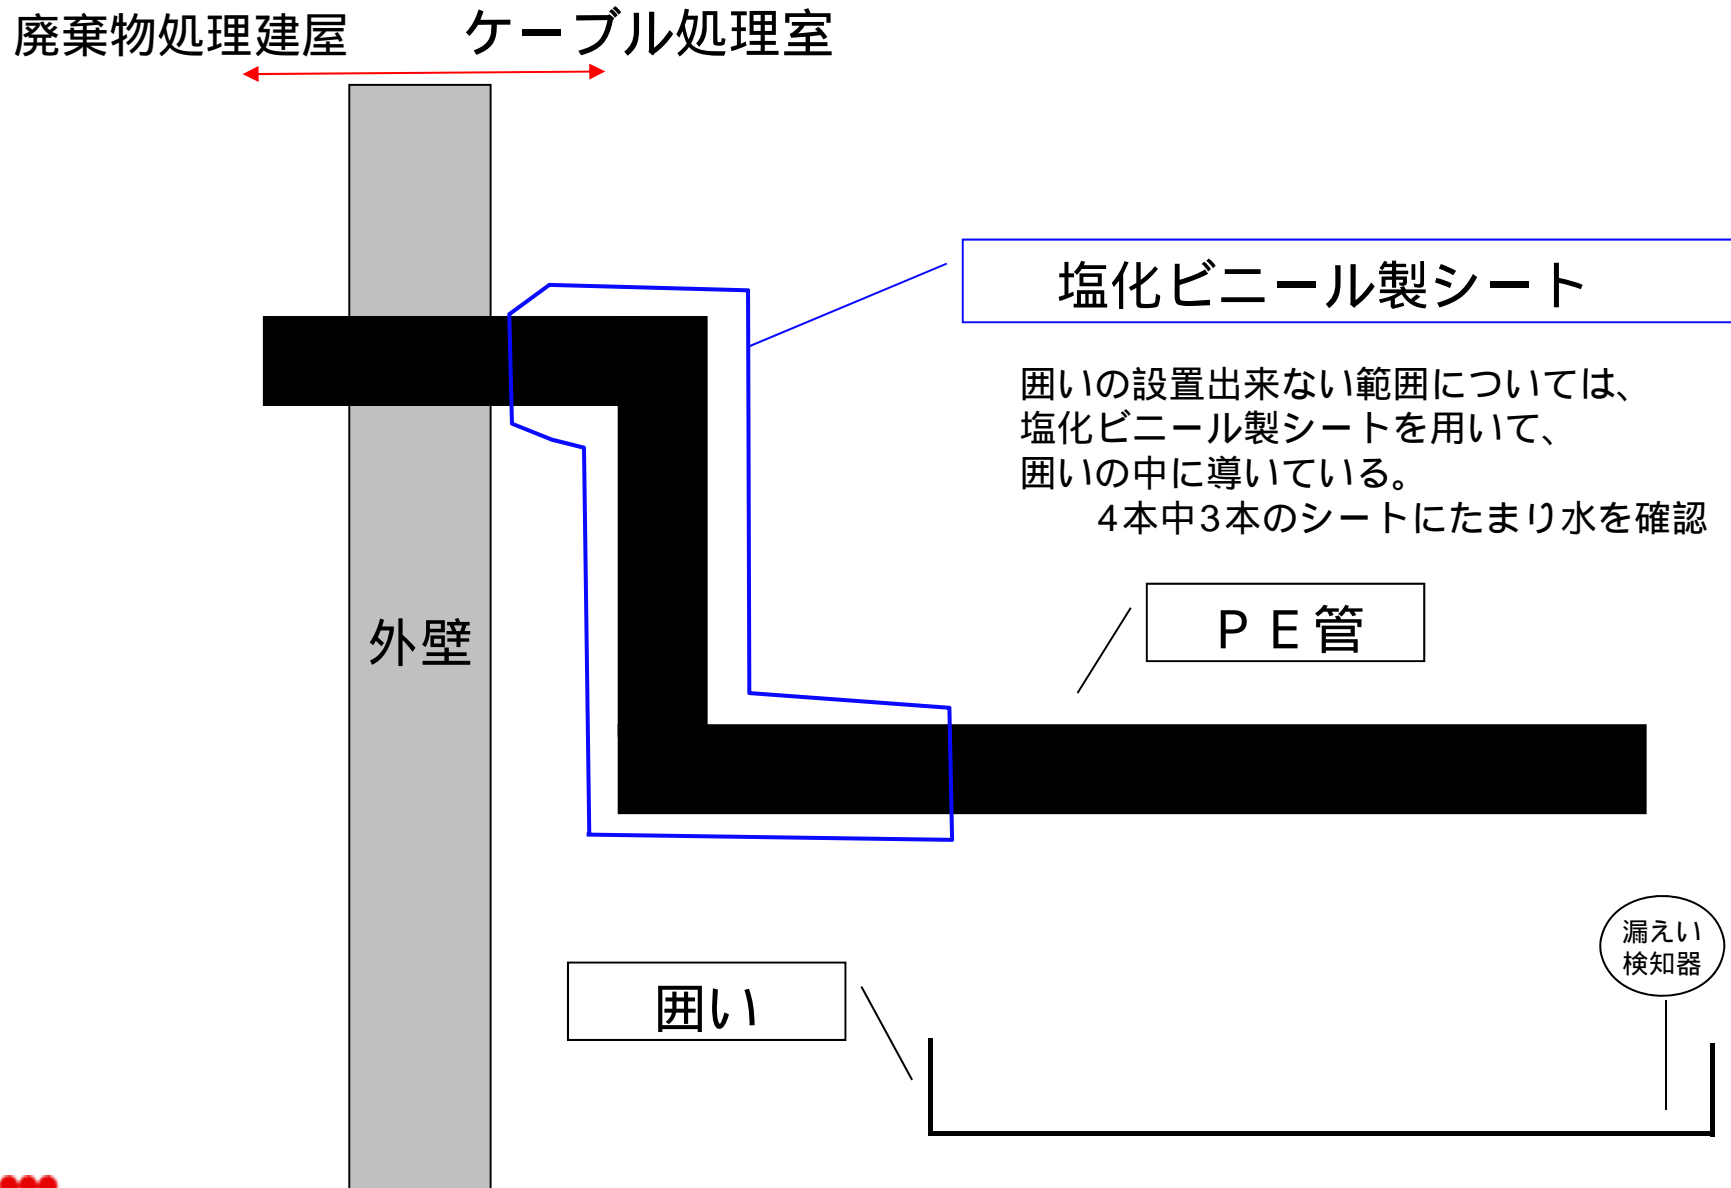 廃棄物処理建屋
ケーブル処理室
塩化ビニール製シート
囲いの設置出来ない範囲については、
塩化ビニール製シートを用いて、
囲いの中に導いている。
4本中3本のシートにたまり水を確認
ＰＥ管
外壁
漏えい
検知器
囲い